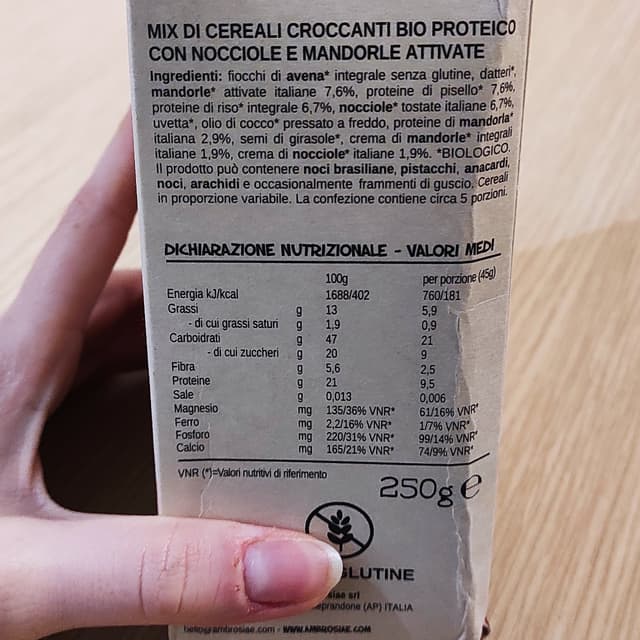 MIX DI CEREALI CROCCANTI BIO PROTEICO
CON NOCCIOLE E MANDORLE ATTIVATE
Ingredienti: fiocchi di avena* integrale senza glutine, datteri*,
mandorle* attivate italiane 7,6%, proteine di pisello* 7,6%,
proteine di riso* integrale 6,7%, nocciole* tostate italiane 6,7%,
uvetta*, olio di cocco* pressato a freddo, proteine di mandorla*
italiana 2,9%, semi di girasole*, crema di mandorle* integrali
italiane 1,9%, crema di nocciole* italiane 1,9%. *BIOLOGICO.
Il prodotto può contenere noci brasiliane, pistacchi, anacardi,
noci, arachidi e occasionalmente frammenti di guscio. Cereali
in proporzione variabile. La confezione contiene circa 5 porzioni.
DICHIARAZIONE NUTRIZIONALE - VALORI MEDI
100g per porzione (45g)
Energia kJ/kcal 1688/402 760/181
Grassi g 13 5,9
- di cui grassi saturi g 1,9 0,9
Carboidrati g 47 21
- di cui zuccheri g 20 9
Fibra g 5,6 2,5
Proteine g 21 9,5
Sale g 0,013 0,006
Magnesio mg 135/36% VNR* 61/16% VNR*
Ferro mg 2,2/16% VNR* 1/7% VNR*
Fosforo mg 220/31% VNR* 99/14% VNR*
Calcio mg 165/21% VNR* 74/9% VNR*
VNR (*)=Valori nutritivi di riferimento
250g e
GLUTINE
srl
(AP) ITALIA
hello@ambrosiae.com - WWW.AMBROSIAE.COM